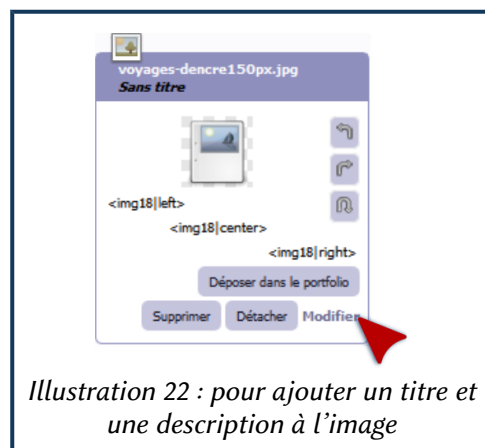 voyages-dencre150px.jpg
Sans titre
<img18|left>
<img18|center>
<img18|right>
Déposer dans le portfolio
Supprimer Détacher Modifier
Illustration 22 : pour ajouter un titre et
une description à l'image